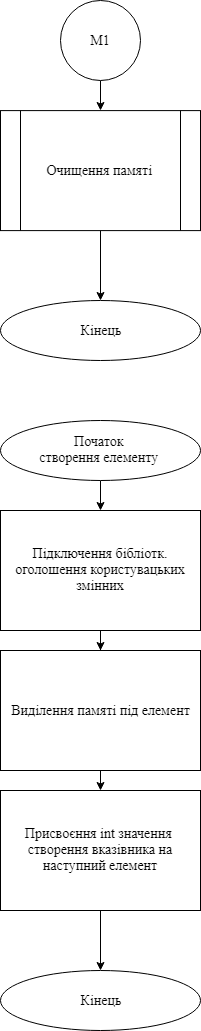 М1
Очищення памяті
Кінець
Початок
створення елементу
Підключення бібліотк.
оголошення користувацьких
змінних
Виділення памяті під елемент
Присвоєння int значення
створення вказівника на
наступний елемент
Кінець